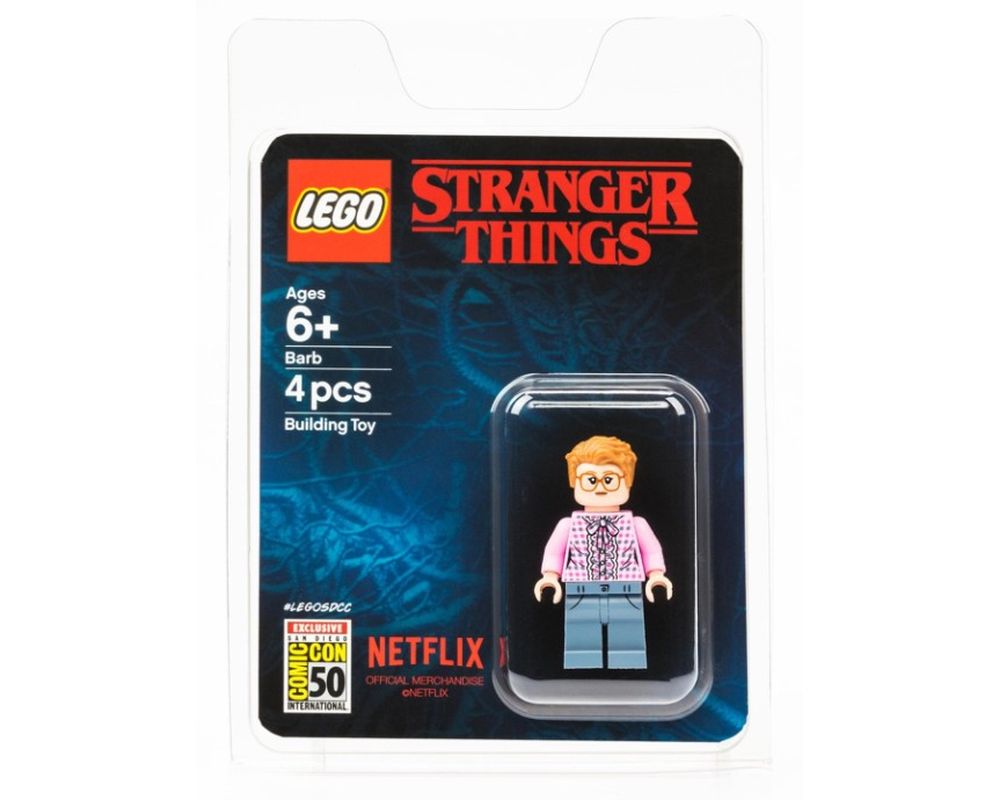 LEGO
STRANGER
THINGS
Ages
6+
Barb
4 pcs
Building Toy
#LEGOSDCC
EXCLUSIVE
SAN DIEGO
COMIC CON
50
INTERNATIONAL
NETFLIX
OFFICIAL MERCHANDISE
©NETFLIX